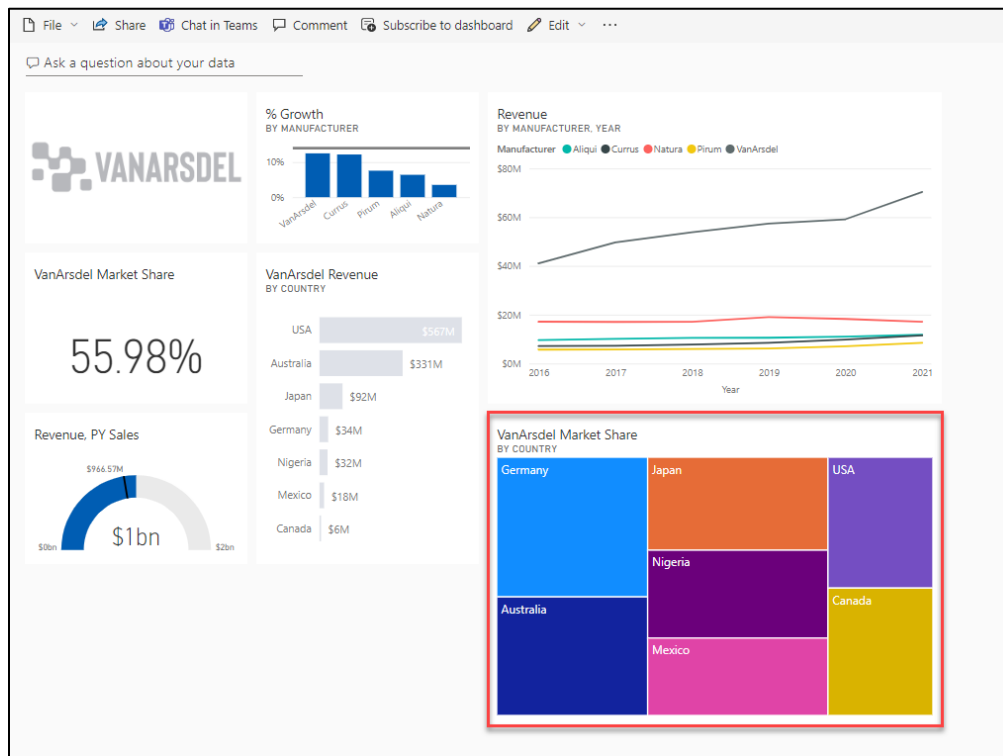 File Share Chat in Teams Comment Subscribe to dashboard Edit ...
Ask a question about your data
VANARSDEL
% Growth
BY MANUFACTURER
10%
0%
VanArsdel Currus Pirum Aliqui Natura
Revenue
BY MANUFACTURER, YEAR
Manufacturer Aliqui Currus Natura Pirum VanArsdel
$80M
$60M
$40M
$20M
$0M
2016 2017 2018 2019 2020 2021
Year
VanArsdel Market Share
55.98%
VanArsdel Revenue
BY COUNTRY
USA $567M
Australia $331M
Japan $92M
Germany $34M
Nigeria $32M
Mexico $18M
Canada $6M
Revenue, PY Sales
$966.57M
$1bn
$0bn $2bn
VanArsdel Market Share
BY COUNTRY
Germany Japan USA
Nigeria
Australia Canada
Mexico